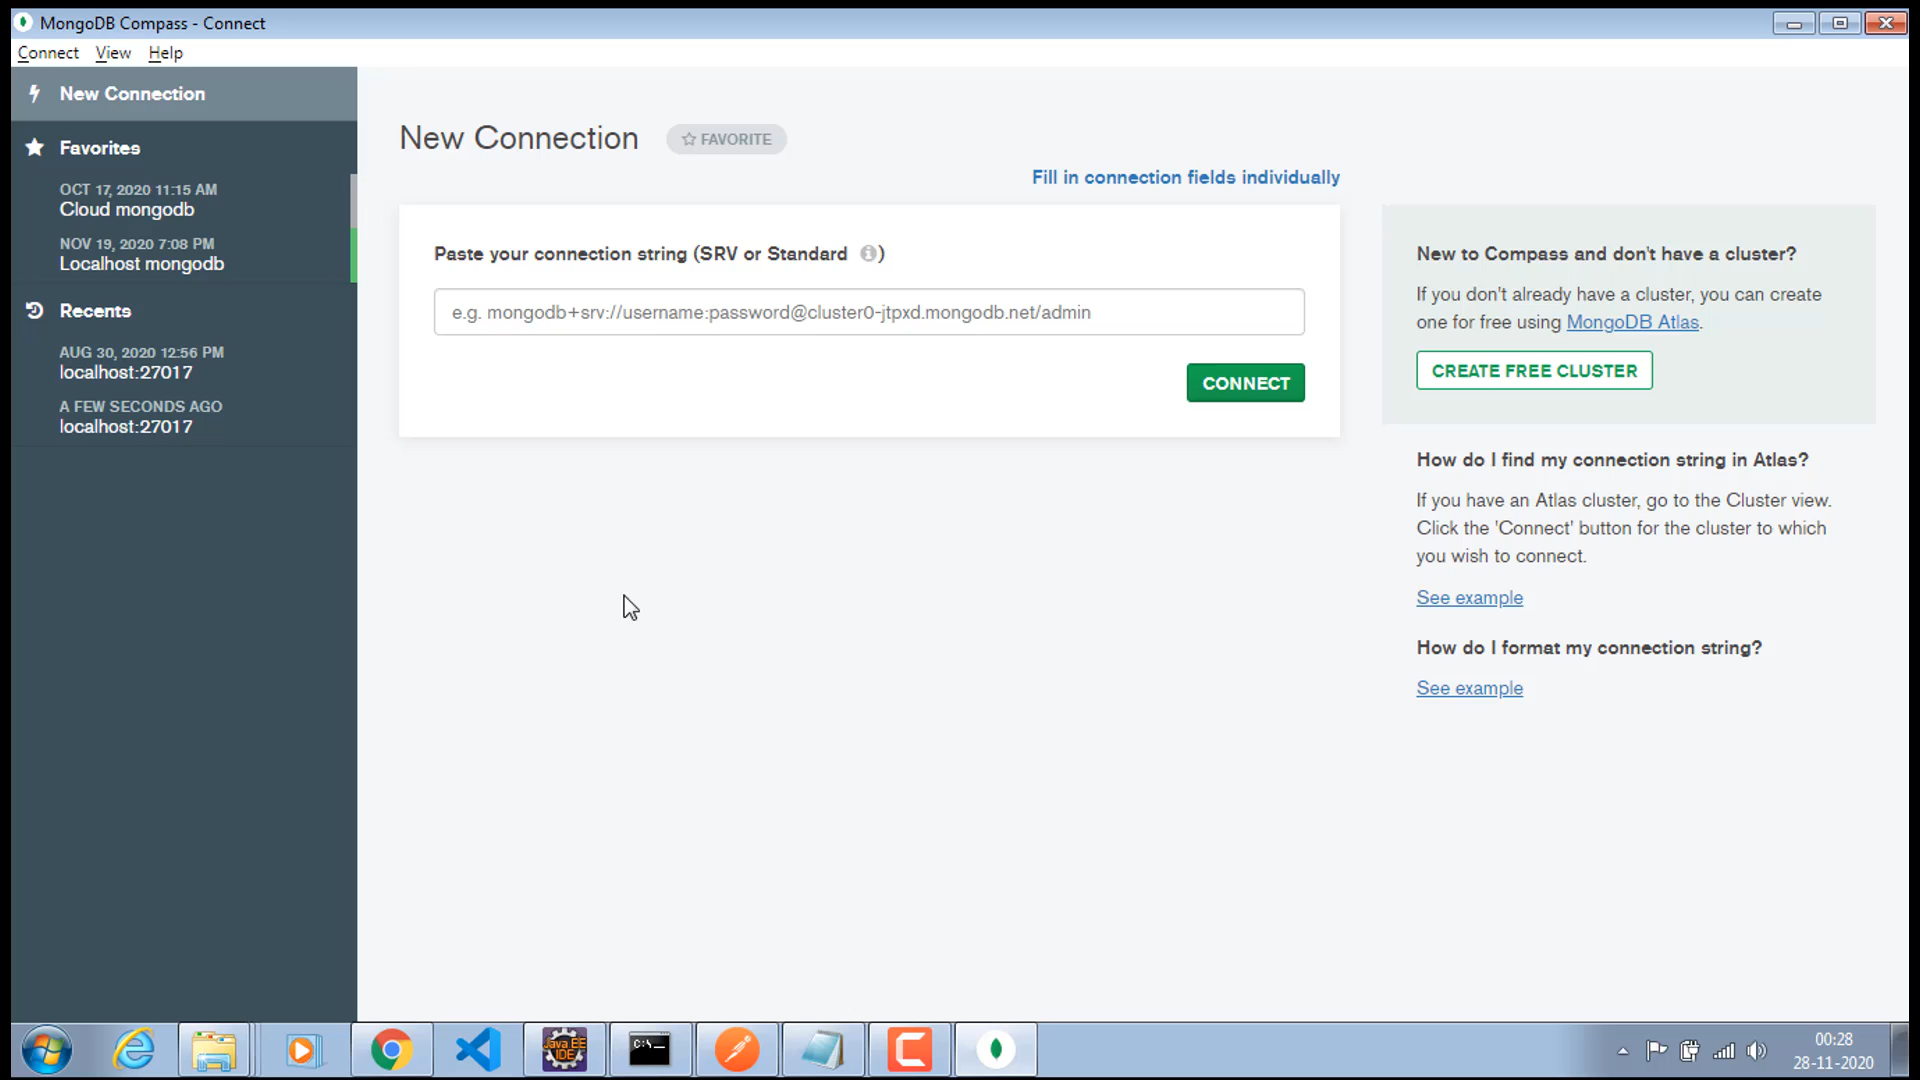 MongoDB Compass - Connect
Connect View Help
New Connection
Favorites
OCT 17, 2020 11:15 AM
Cloud mongodb
NOV 19, 2020 7:08 PM
Localhost mongodb
Recents
AUG 30, 2020 12:56 PM
localhost:27017
A FEW SECONDS AGO
localhost:27017
New Connection
FAVORITE
Fill in connection fields individually
Paste your connection string (SRV or Standard )
e.g. mongodb+srv://username:password@cluster0-jtpxd.mongodb.net/admin
CONNECT
New to Compass and don't have a cluster?
If you don't already have a cluster, you can create
one for free using MongoDB Atlas.
CREATE FREE CLUSTER
How do I find my connection string in Atlas?
If you have an Atlas cluster, go to the Cluster view.
Click the 'Connect' button for the cluster to which
you wish to connect.
See example
How do I format my connection string?
See example
Java EE
IDE
C:\_
00:28
28-11-2020